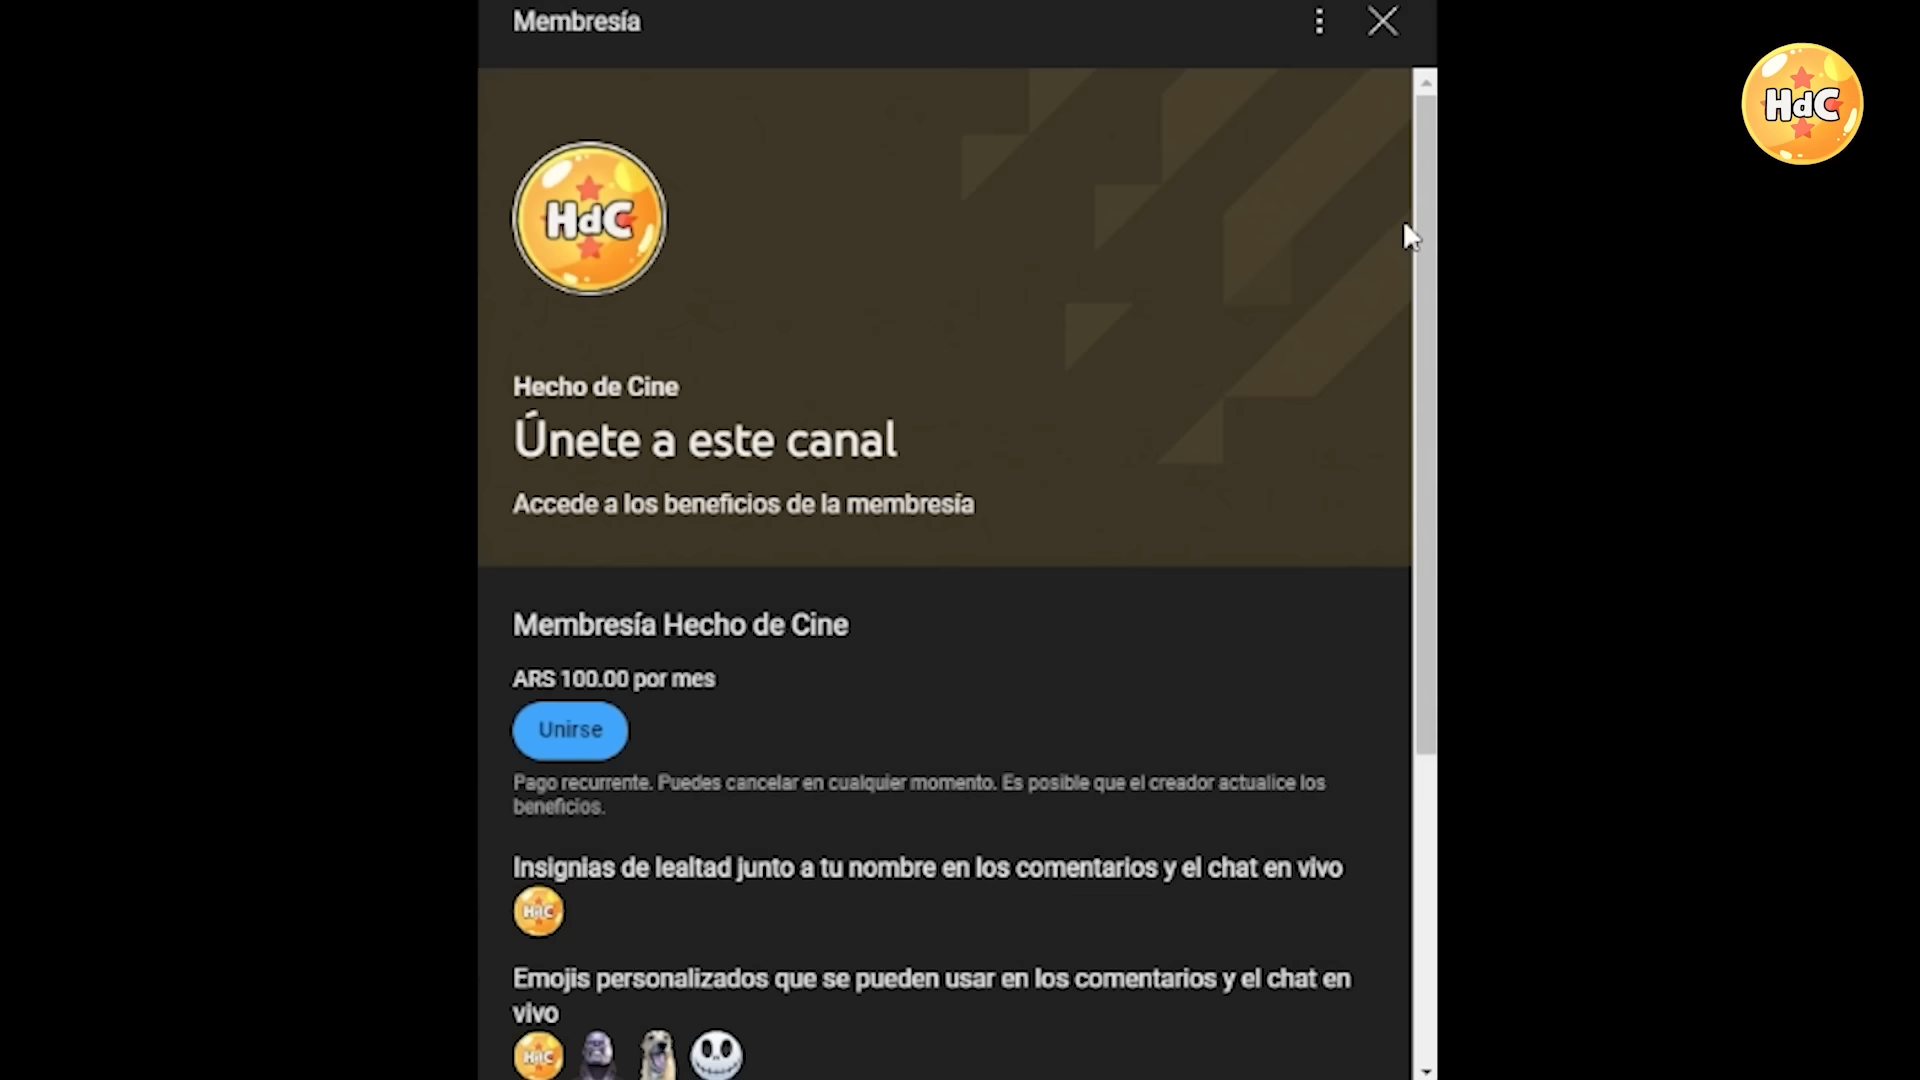 Membresía
HdC
HdC
Hecho de Cine
Únete a este canal
Accede a los beneficios de la membresía
Membresía Hecho de Cine
ARS 100.00 por mes
Unirse
Pago recurrente. Puedes cancelar en cualquier momento. Es posible que el creador actualice los
beneficios.
Insignias de lealtad junto a tu nombre en los comentarios y el chat en vivo
HdC
Emojis personalizados que se pueden usar en los comentarios y el chat en
vivo
HdC